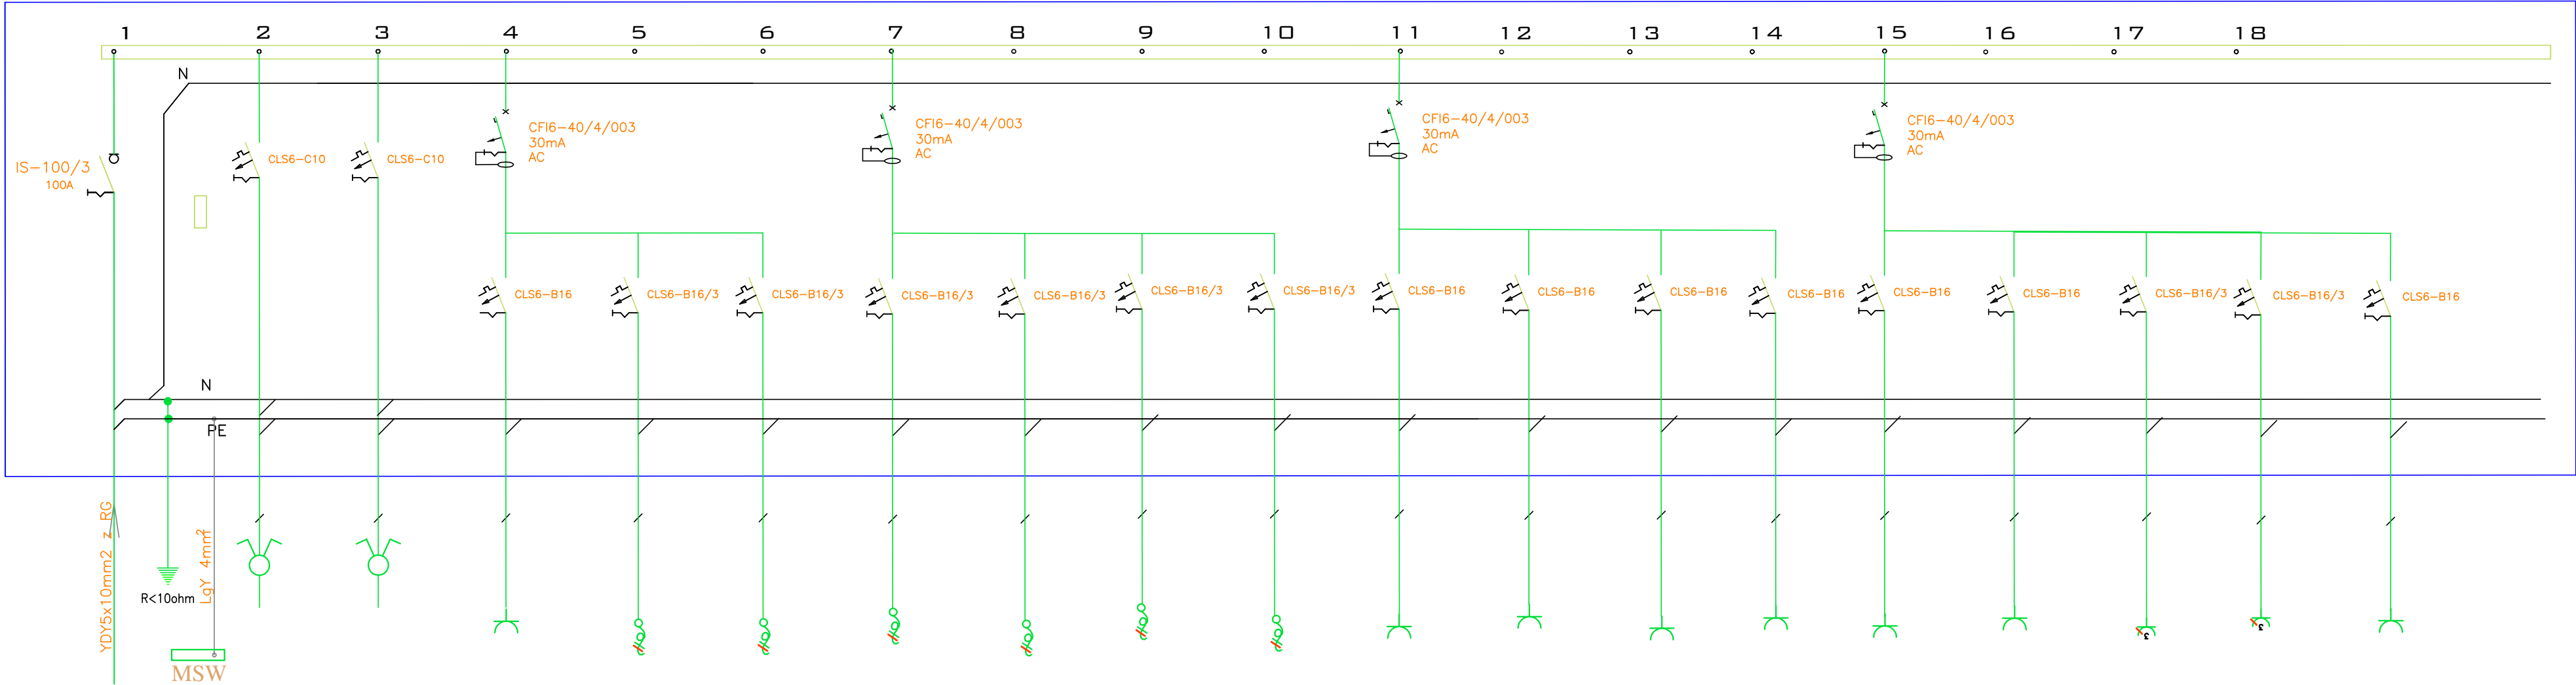 1 2 3 4 5 6 7 8 9 10 11 12 13 14 15 16 17 18
N
IS-100/3
100A
CLS6-C10
CLS6-C10
CFI6-40/4/003
30mA
AC
CFI6-40/4/003
30mA
AC
CFI6-40/4/003
30mA
AC
CFI6-40/4/003
30mA
AC
CLS6-B16
CLS6-B16/3
CLS6-B16/3
CLS6-B16/3
CLS6-B16/3
CLS6-B16/3
CLS6-B16/3
CLS6-B16
CLS6-B16
CLS6-B16
CLS6-B16
CLS6-B16
CLS6-B16
CLS6-B16/3
CLS6-B16/3
CLS6-B16
N
PE
YDY5x10mm2 z RG
LgY 4mm²
R<10ohm
MSW
3
3